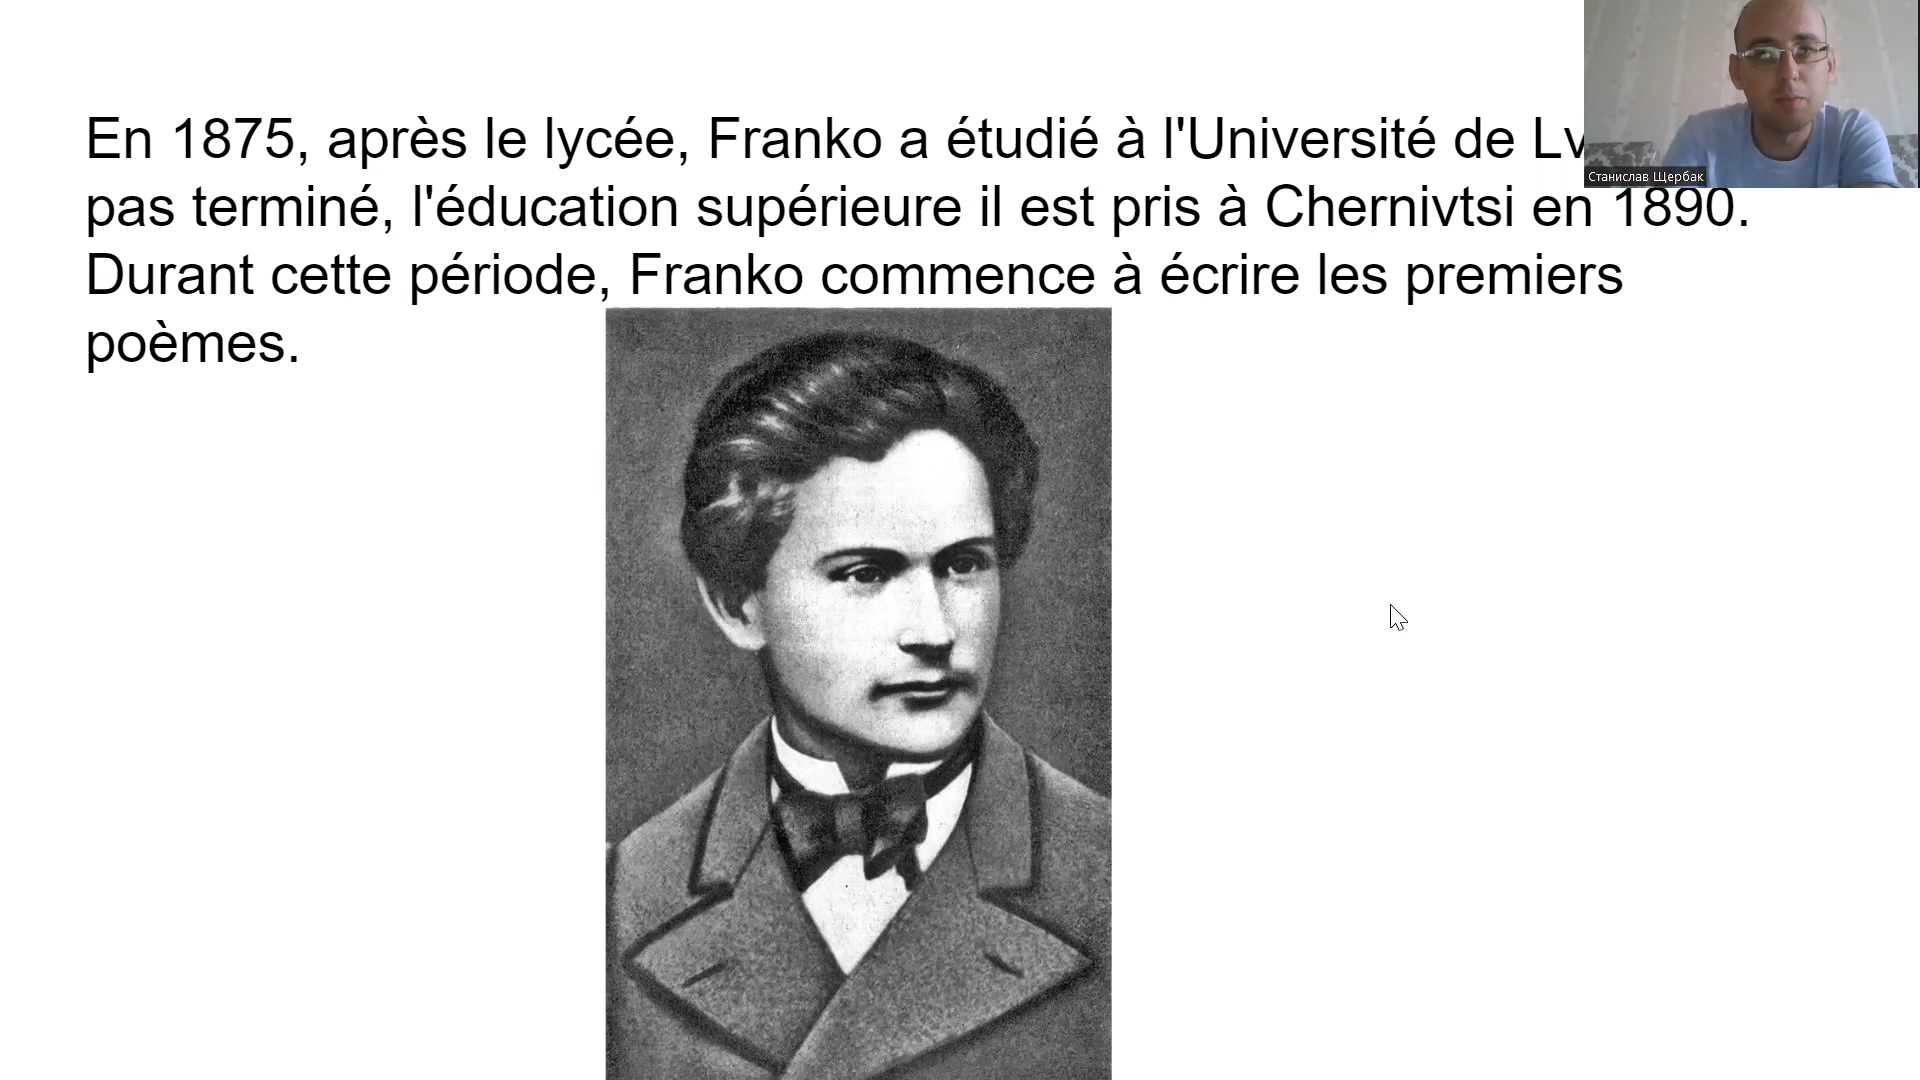 En 1875, après le lycée, Franko a étudié à l'Université de
pas terminé, l'éducation supérieure il est pris à Chernivtsi en 1890.
Durant cette période, Franko commence à écrire les premiers
poèmes.
Станислав Щербак